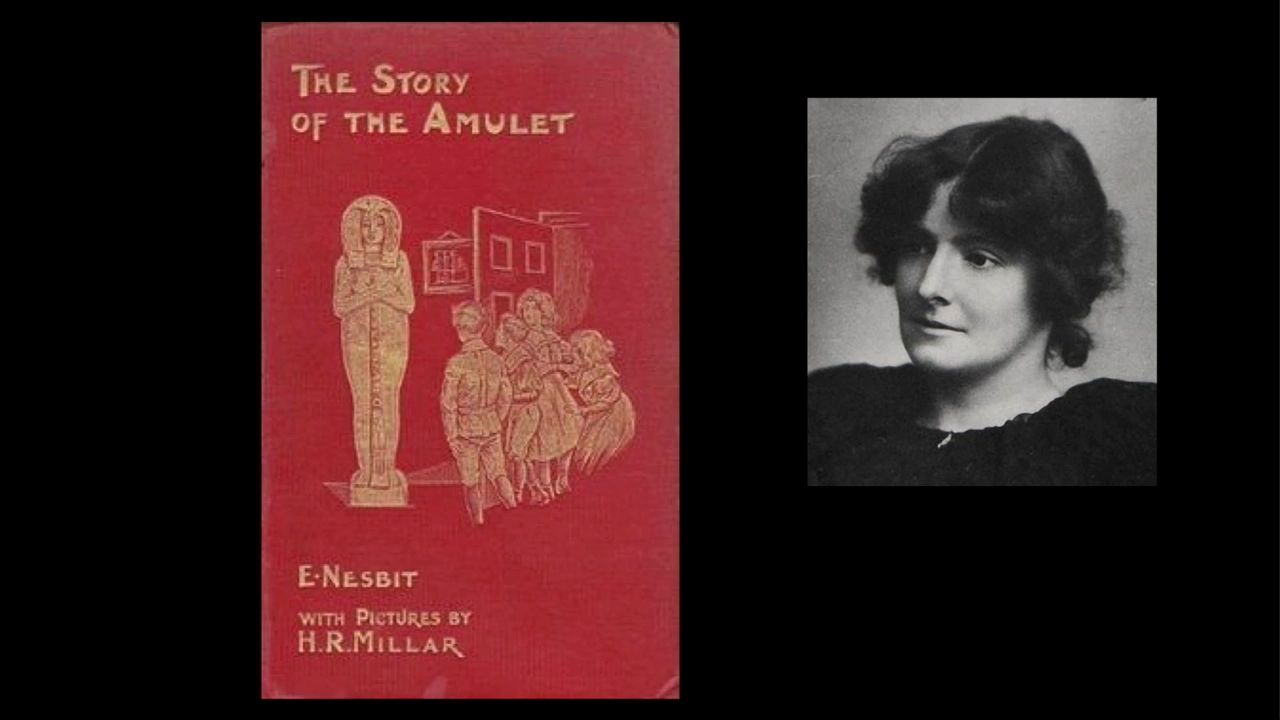 THE STORY
OF THE AMULET
E·NESBIT
WITH PICTURES BY
H.R.MILLAR